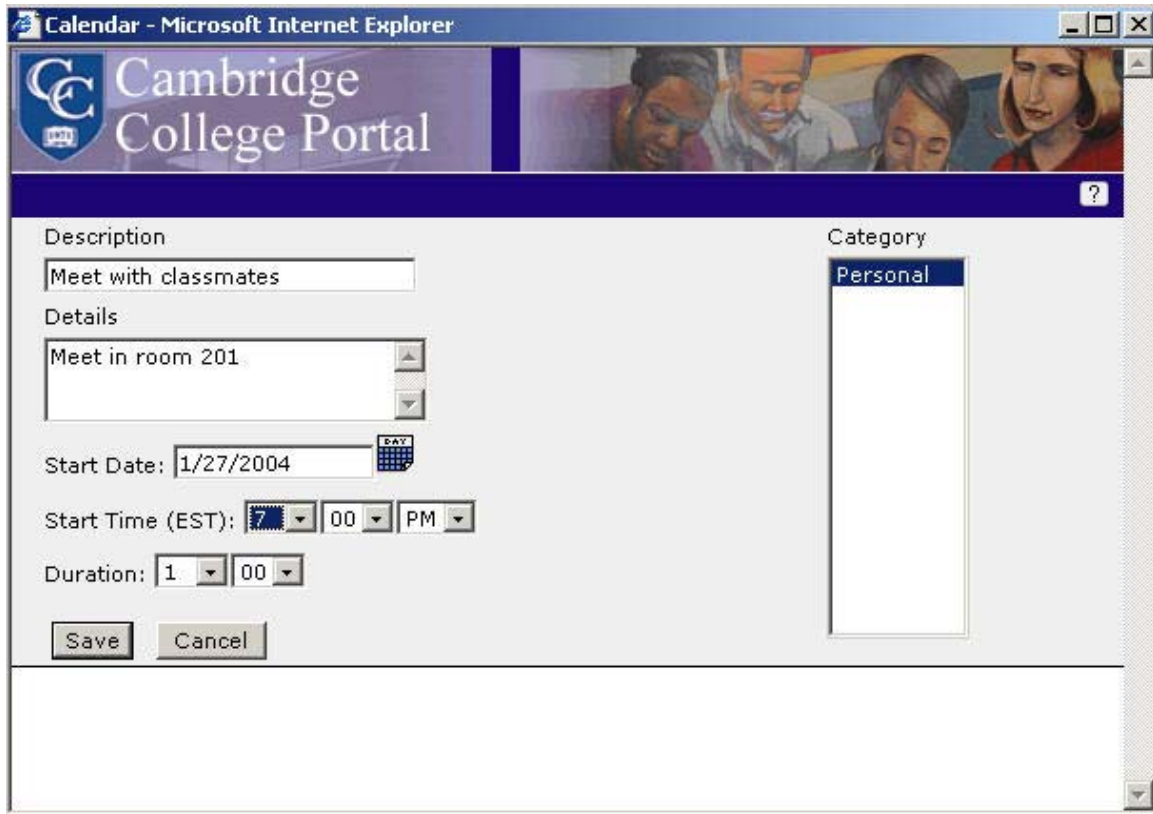 Calendar - Microsoft Internet Explorer
CC
Cambridge
College Portal
?
Description
Meet with classmates
Details
Meet in room 201
Start Date: 1/27/2004
DAY
Start Time (EST): 7 00 PM
Duration: 1 00
Save Cancel
Category
Personal